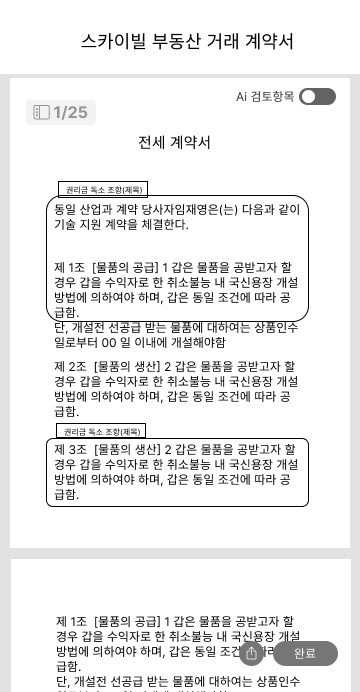 스카이빌 부동산 거래 계약서
Ai 검토항목
1/25
전세 계약서
권리금 독소 조항(제목)
동일 산업과 계약 당사자임재영은(는) 다음과 같이
기술 지원 계약을 체결한다.
제 1조 [물품의 공급] 1 갑은 물품을 공받고자 할
경우 갑을 수익자로 한 취소불능 내 국신용장 개설
방법에 의하여야 하며, 갑은 동일 조건에 따라 공
급함.
단, 개설전 선공급 받는 물품에 대하여는 상품인수
일로부터 00 일 이내에 개설해야함
제 2조 [물품의 생산] 2 갑은 물품을 공받고자 할
경우 갑을 수익자로 한 취소불능 내 국신용장 개설
방법에 의하여야 하며, 갑은 동일 조건에 따라 공
급함.
권리금 독소 조항(제목)
제 3조 [물품의 생산] 2 갑은 물품을 공받고자 할
경우 갑을 수익자로 한 취소불능 내 국신용장 개설
방법에 의하여야 하며, 갑은 동일 조건에 따라 공
급함.
제 1조 [물품의 공급] 1 갑은 물품을 공받고자 할
경우 갑을 수익자로 한 취소불능 내 국신용장 개설
방법에 의하여야 하며, 갑은 동일
완료
급함.
단, 개설전 선공급 받는 물품에 대하여는 상품인수